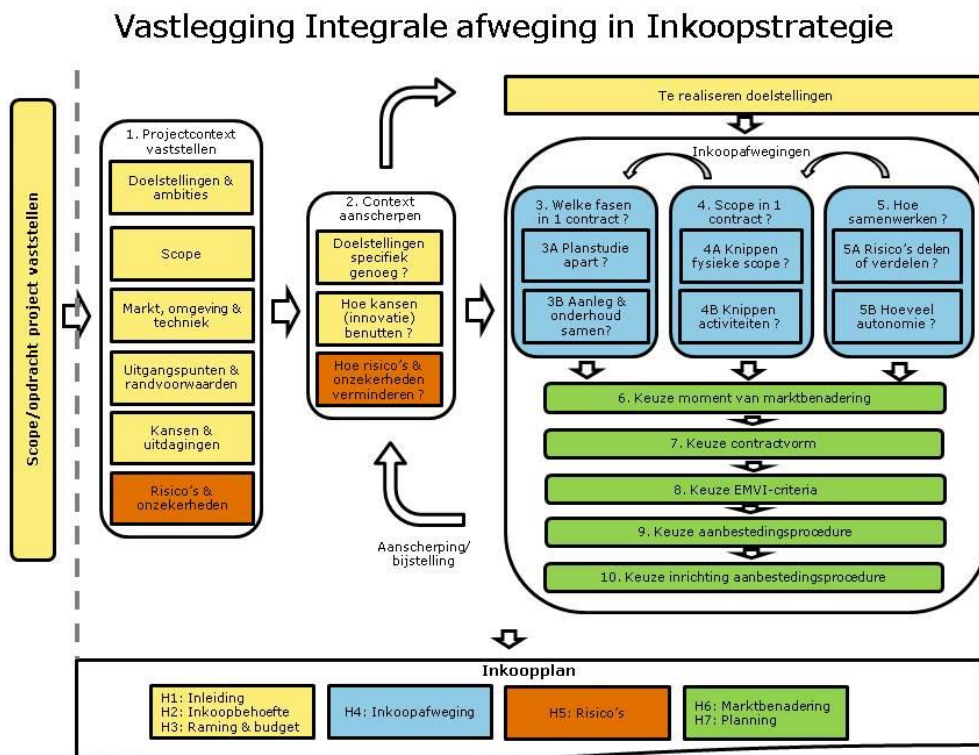 Vastlegging Integrale afweging in Inkoopstrategie
Scope/opdracht project vaststellen
1. Projectcontext
vaststellen
Doelstellingen &
ambities
Scope
Markt, omgeving &
techniek
Uitgangspunten &
randvoorwaarden
Kansen &
uitdagingen
Risico's &
onzekerheden
2. Context
aanscherpen
Doelstellingen
specifiek
genoeg ?
Hoe kansen
(innovatie)
benutten ?
Hoe risico's &
onzekerheden
verminderen ?
Aanscherping/
bijstelling
Te realiseren doelstellingen
Inkoopafwegingen
3. Welke fasen
in 1 contract ?
3A Planstudie
apart ?
3B Aanleg &
onderhoud
samen?
4. Scope in 1
contract ?
4A Knippen
fysieke scope ?
4B Knippen
activiteiten ?
5. Hoe
samenwerken ?
5A Risico's delen
of verdelen ?
5B Hoeveel
autonomie ?
6. Keuze moment van marktbenadering
7. Keuze contractvorm
8. Keuze EMVI-criteria
9. Keuze aanbestedingsprocedure
10. Keuze inrichting aanbestedingsprocedure
Inkoopplan
H1: Inleiding
H2: Inkoopbehoefte
H3: Raming & budget
H4: Inkoopafweging
H5: Risico's
H6: Marktbenadering
H7: Planning